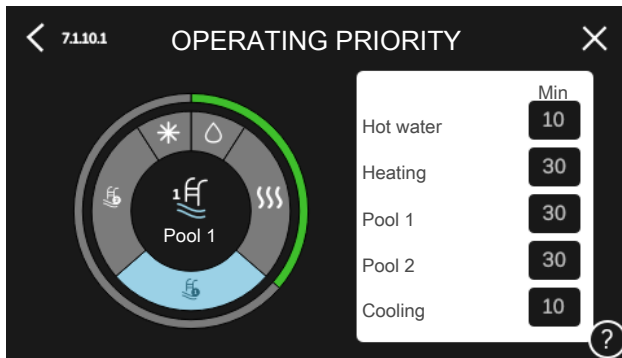 7.1.10.1 OPERATING PRIORITY
Min
Hot water 10
Heating 30
Pool 1 30
Pool 2 30
Cooling 10
1
Pool 1
?